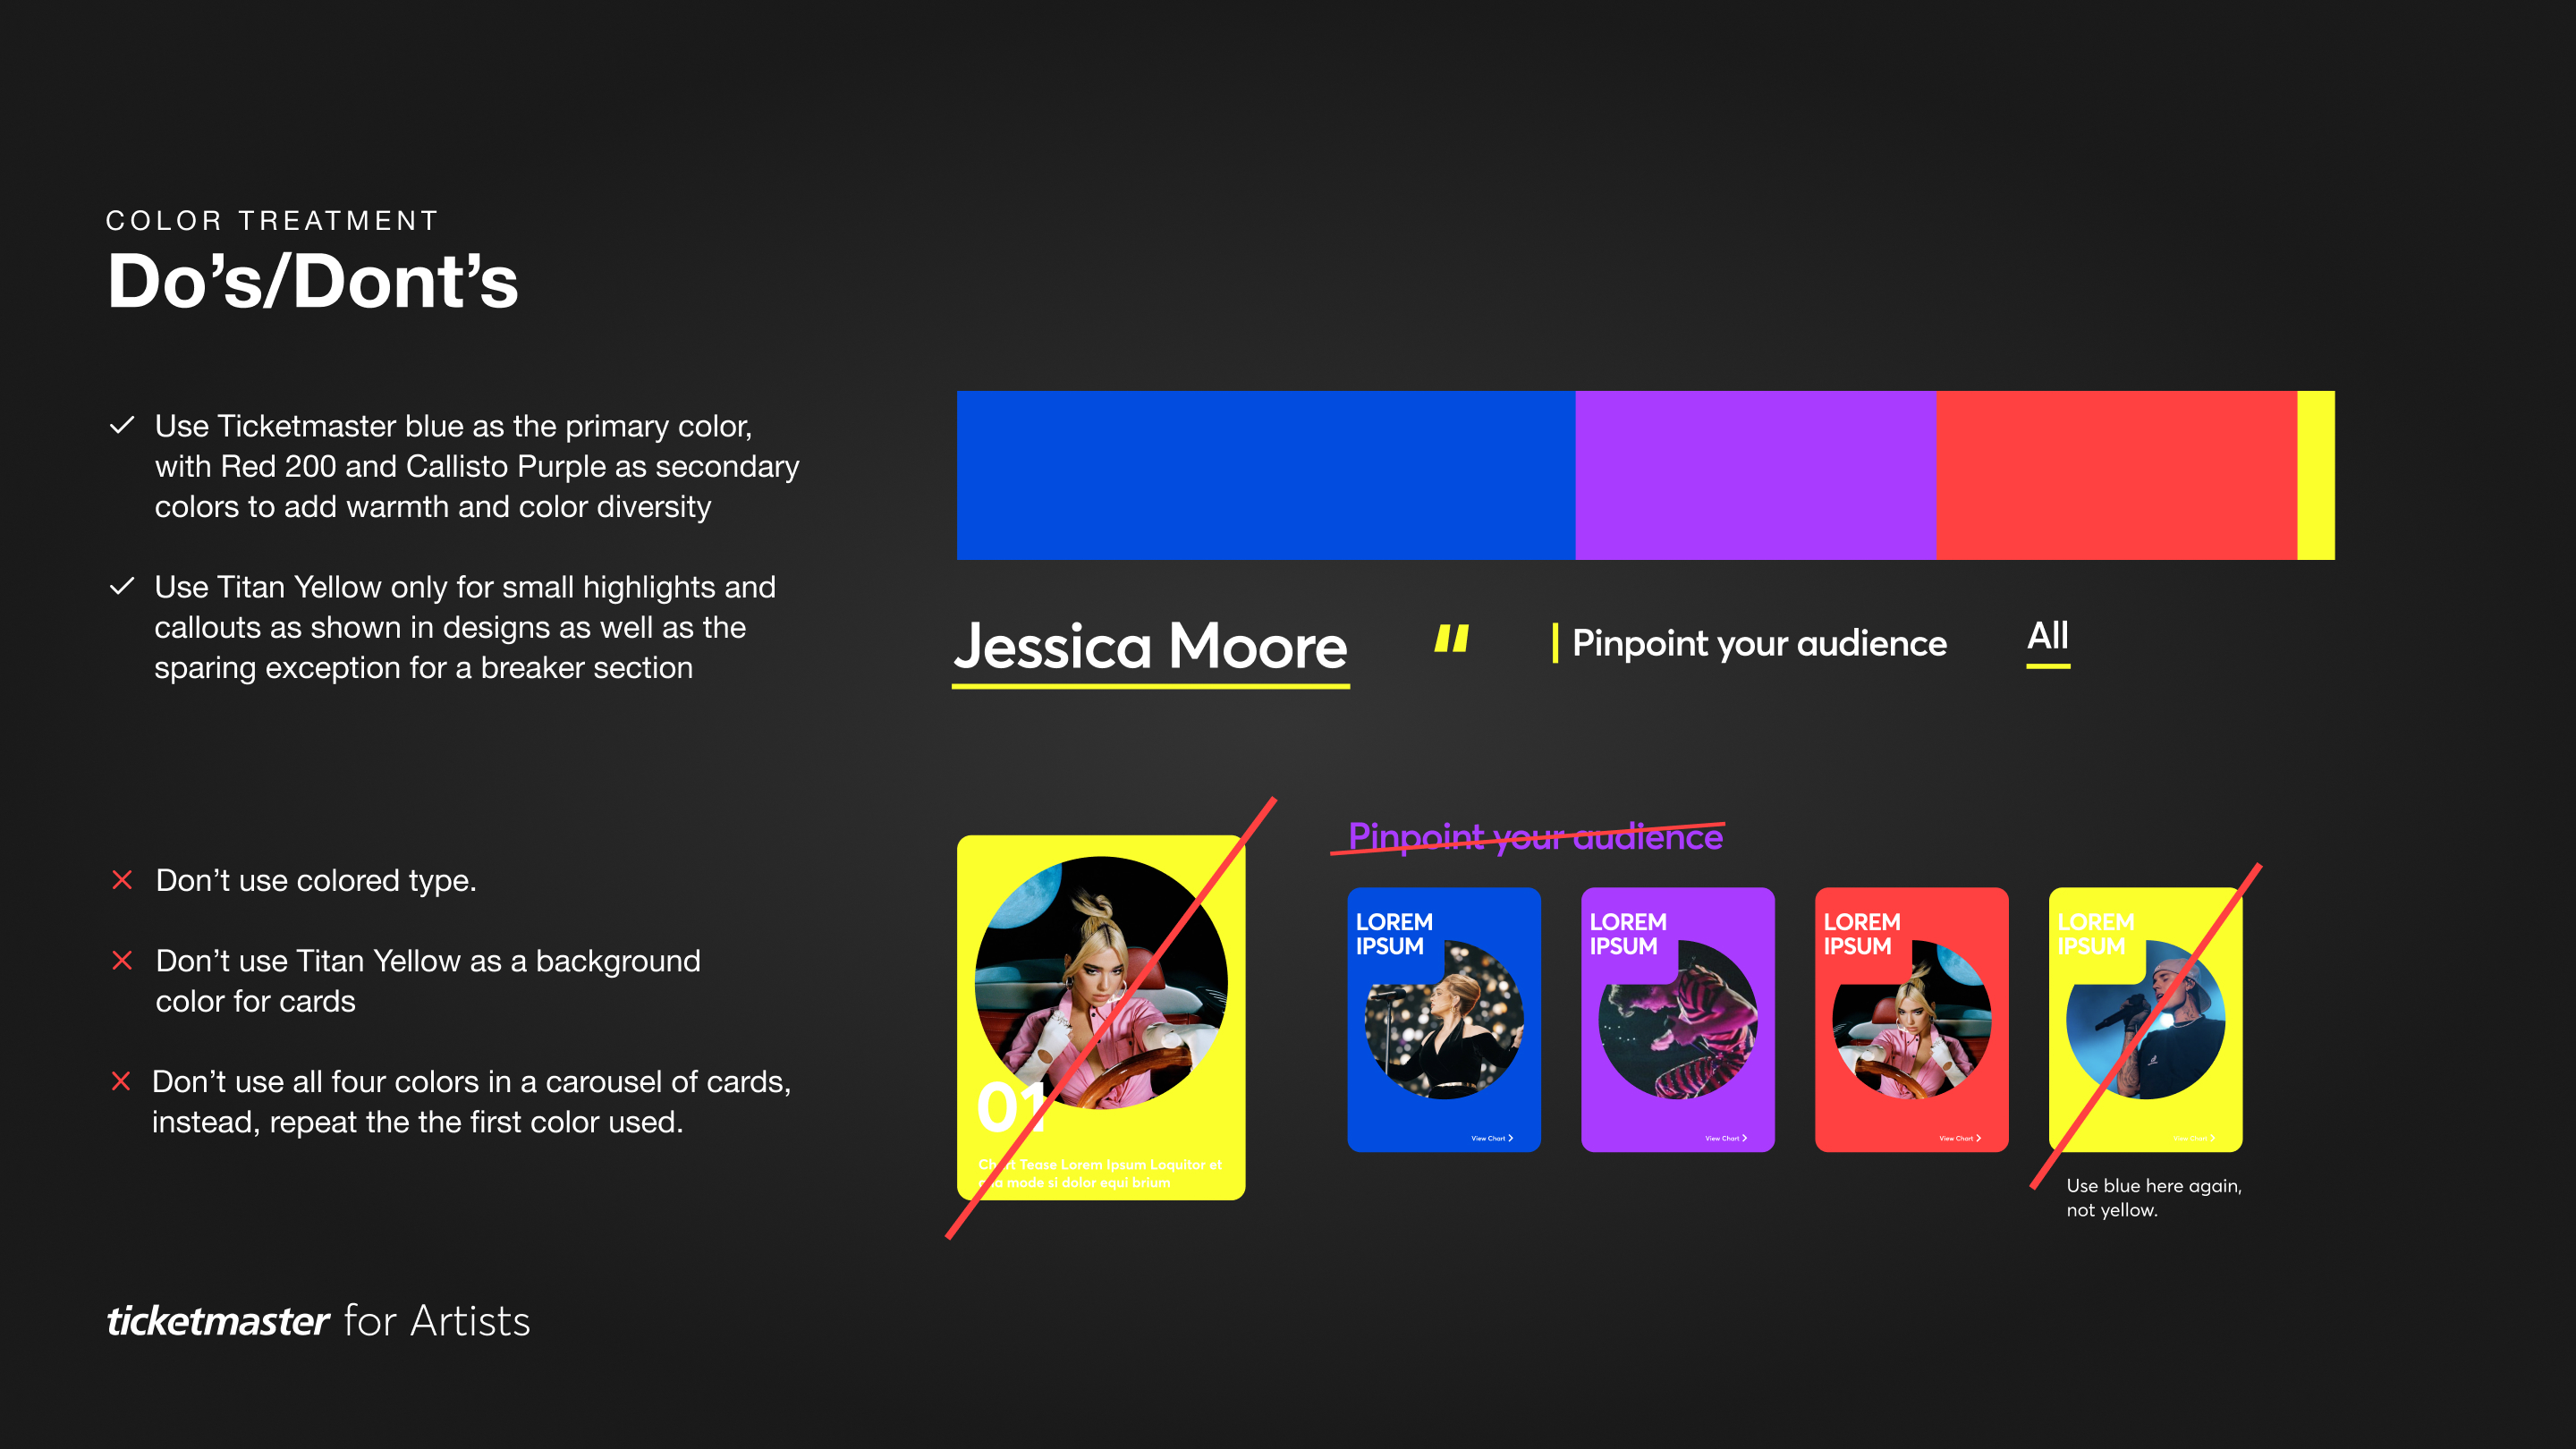 COLOR TREATMENT
Do’s/Dont’s
Use Ticketmaster blue as the primary color,
with Red 200 and Callisto Purple as secondary
colors to add warmth and color diversity
Use Titan Yellow only for small highlights and
callouts as shown in designs as well as the
sparing exception for a breaker section
Jessica Moore
"
Pinpoint your audience
All
Don’t use colored type.
Don’t use Titan Yellow as a background
color for cards
Don’t use all four colors in a carousel of cards,
instead, repeat the the first color used.
01
Chart Tease Lorem Ipsum Loquitor et
mode si dolor equi brium
Pinpoint your audience
LOREM
IPSUM
View Chart
LOREM
IPSUM
View Chart
LOREM
IPSUM
View Chart
LOREM
IPSUM
View Chart
Use blue here again,
not yellow.
ticketmaster for Artists